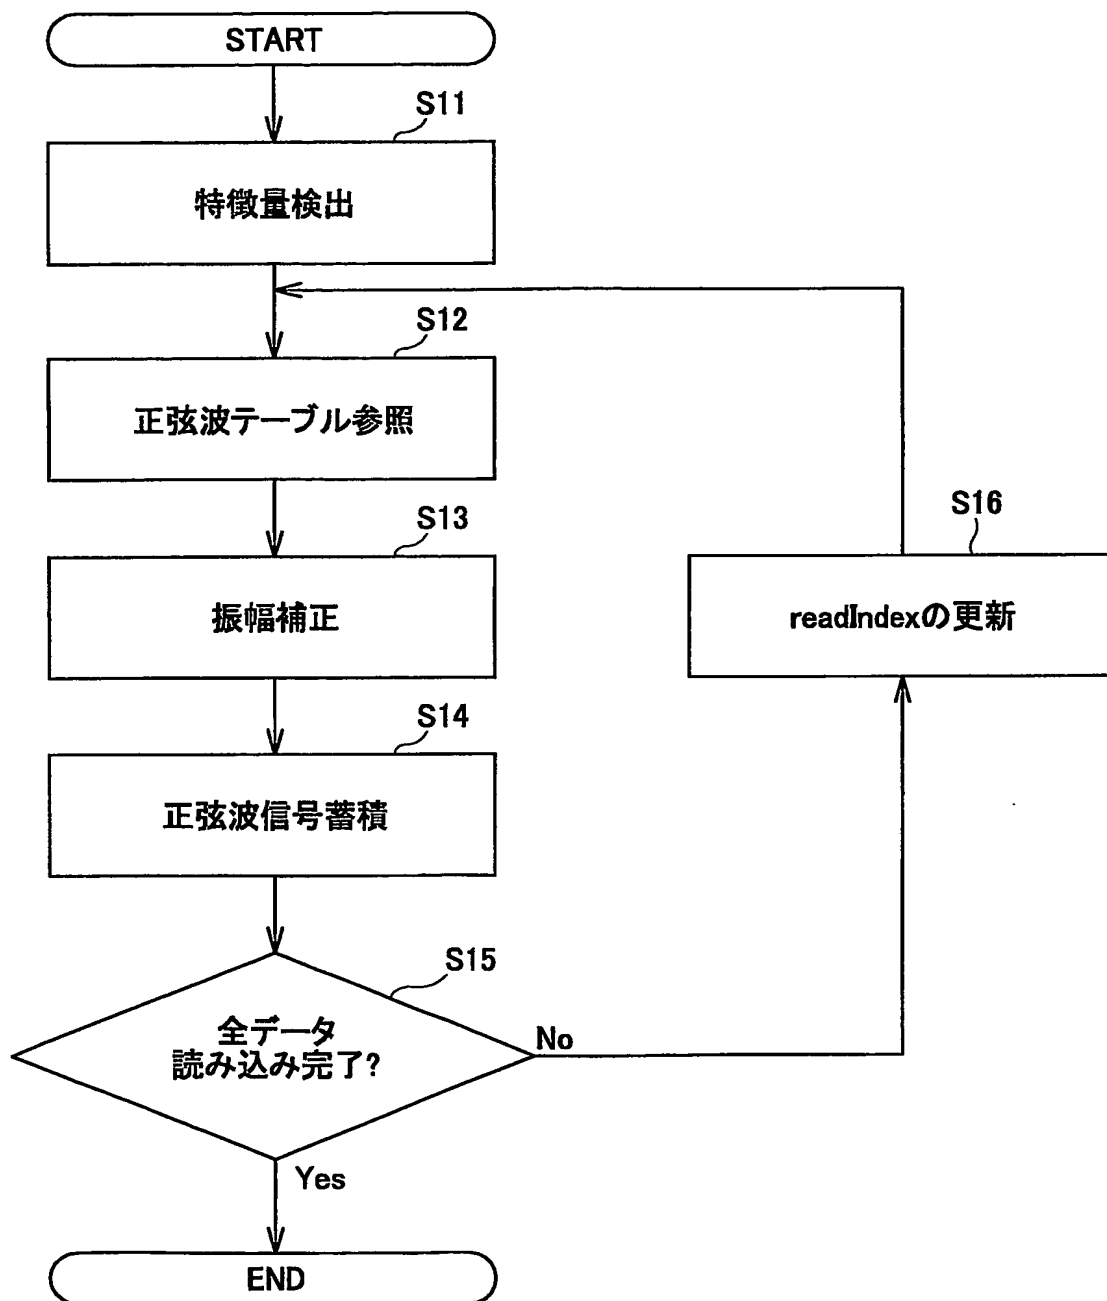 START
S11
特徴量検出
S12
正弦波テーブル参照
S13
振幅補正
S14
正弦波信号蓄積
S15
全データ
読み込み完了?
No
S16
readIndexの更新
Yes
END